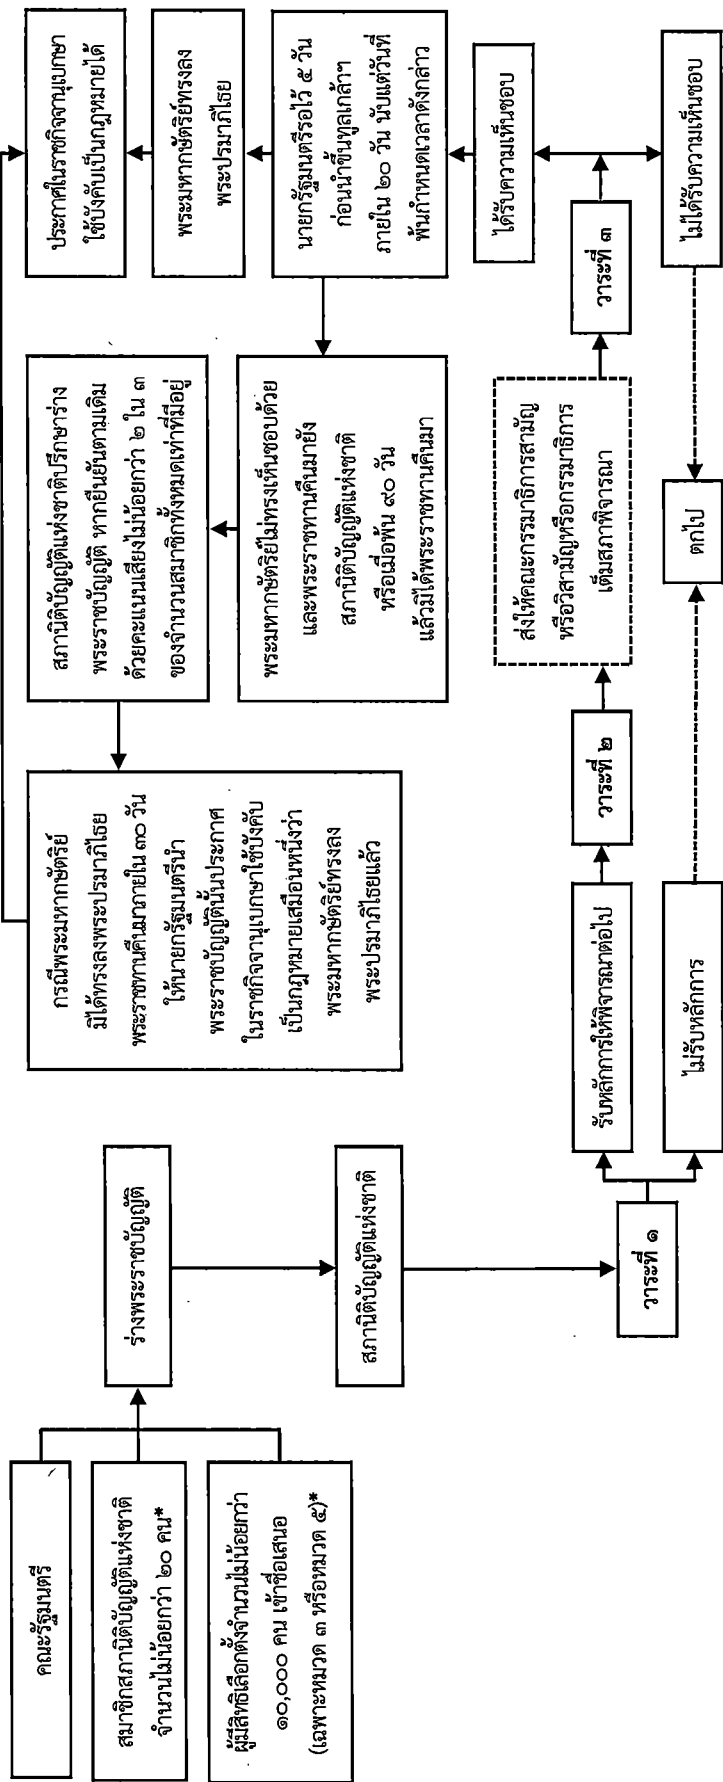 คณะรัฐมนตรี
สมาชิกสภานิติบัญญัติแห่งชาติ
จำนวนไม่น้อยกว่า ๒๐ คน*
ผู้มีสิทธิเลือกตั้งจำนวนไม่น้อยกว่า
๑๐,๐๐๐ คน เข้าชื่อเสนอ
(เฉพาะหมวด ๓ หรือหมวด ๕)*
ร่างพระราชบัญญัติ
สภานิติบัญญัติแห่งชาติ
วาระที่ ๑
รับหลักการให้พิจารณาต่อไป
ไม่รับหลักการ
วาระที่ ๒
ส่งให้คณะกรรมาธิการสามัญ
หรือวิสามัญหรือกรรมาธิการ
เต็มสภาพิจารณา
ตกไป
วาระที่ ๓
ได้รับความเห็นชอบ
ไม่ได้รับความเห็นชอบ
นายกรัฐมนตรีรอไว้ ๕ วัน
ก่อนนำขึ้นทูลเกล้าฯ
ภายใน ๒๐ วัน นับแต่วันที่
พ้นกำหนดเวลาดังกล่าว
พระมหากษัตริย์ทรงลง
พระปรมาภิไธย
ประกาศในราชกิจจานุเบกษา
ใช้บังคับเป็นกฎหมายได้
พระมหากษัตริย์ไม่ทรงเห็นชอบด้วย
และพระราชทานคืนมายัง
สภานิติบัญญัติแห่งชาติ
หรือเมื่อพ้น ๙๐ วัน
แล้วมิได้พระราชทานคืนมา
สภานิติบัญญัติแห่งชาติปรึกษาร่าง
พระราชบัญญัติ หากยืนยันตามเดิม
ด้วยคะแนนเสียงไม่น้อยกว่า ๒ ใน ๓
ของจำนวนสมาชิกทั้งหมดเท่าที่มีอยู่
กรณีพระมหากษัตริย์
มิได้ทรงลงพระปรมาภิไธย
พระราชทานคืนมาภายใน ๓๐ วัน
ให้นายกรัฐมนตรีนำ
พระราชบัญญัตินั้นประกาศ
ในราชกิจจานุเบกษาใช้บังคับ
เป็นกฎหมายเสมือนหนึ่งว่า
พระมหากษัตริย์ทรงลง
พระปรมาภิไธยแล้ว